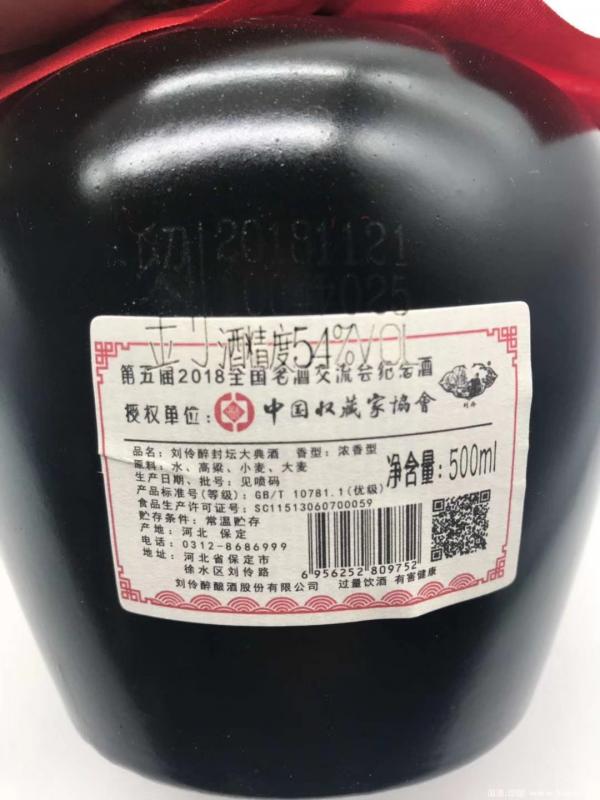 刘 20181121
酒精度54%VOL
第五届2018全国老酒交流会纪念酒
授权单位： 中国收藏家協會
品名：刘伶醉封坛大典酒 香型：浓香型
原料：水、高粱、小麦、大麦
生产日期、批号：见喷码
净含量：500ml
产品标准号(等级)：GB/T 10781.1(优级)
食品生产许可证号：SC11513060700059
贮存条件：常温贮存
产地：河北 保定
电话：0312-8686999
地址：河北省保定市
徐水区刘伶路
6 956252 809752
刘伶醉酿酒股份有限公司 过量饮酒 有害健康